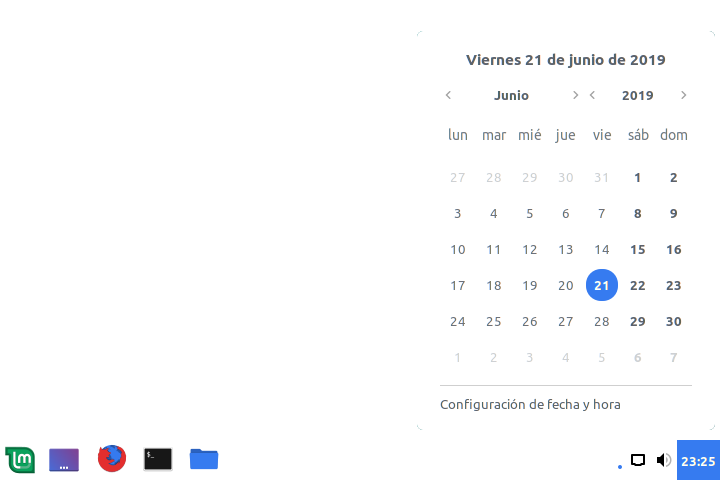 Viernes 21 de junio de 2019
Junio 2019
lun mar mié jue vie sáb dom
27 28 29 30 31 1 2
3 4 5 6 7 8 9
10 11 12 13 14 15 16
17 18 19 20 21 22 23
24 25 26 27 28 29 30
1 2 3 4 5 6 7
Configuración de fecha y hora
$_
23:25